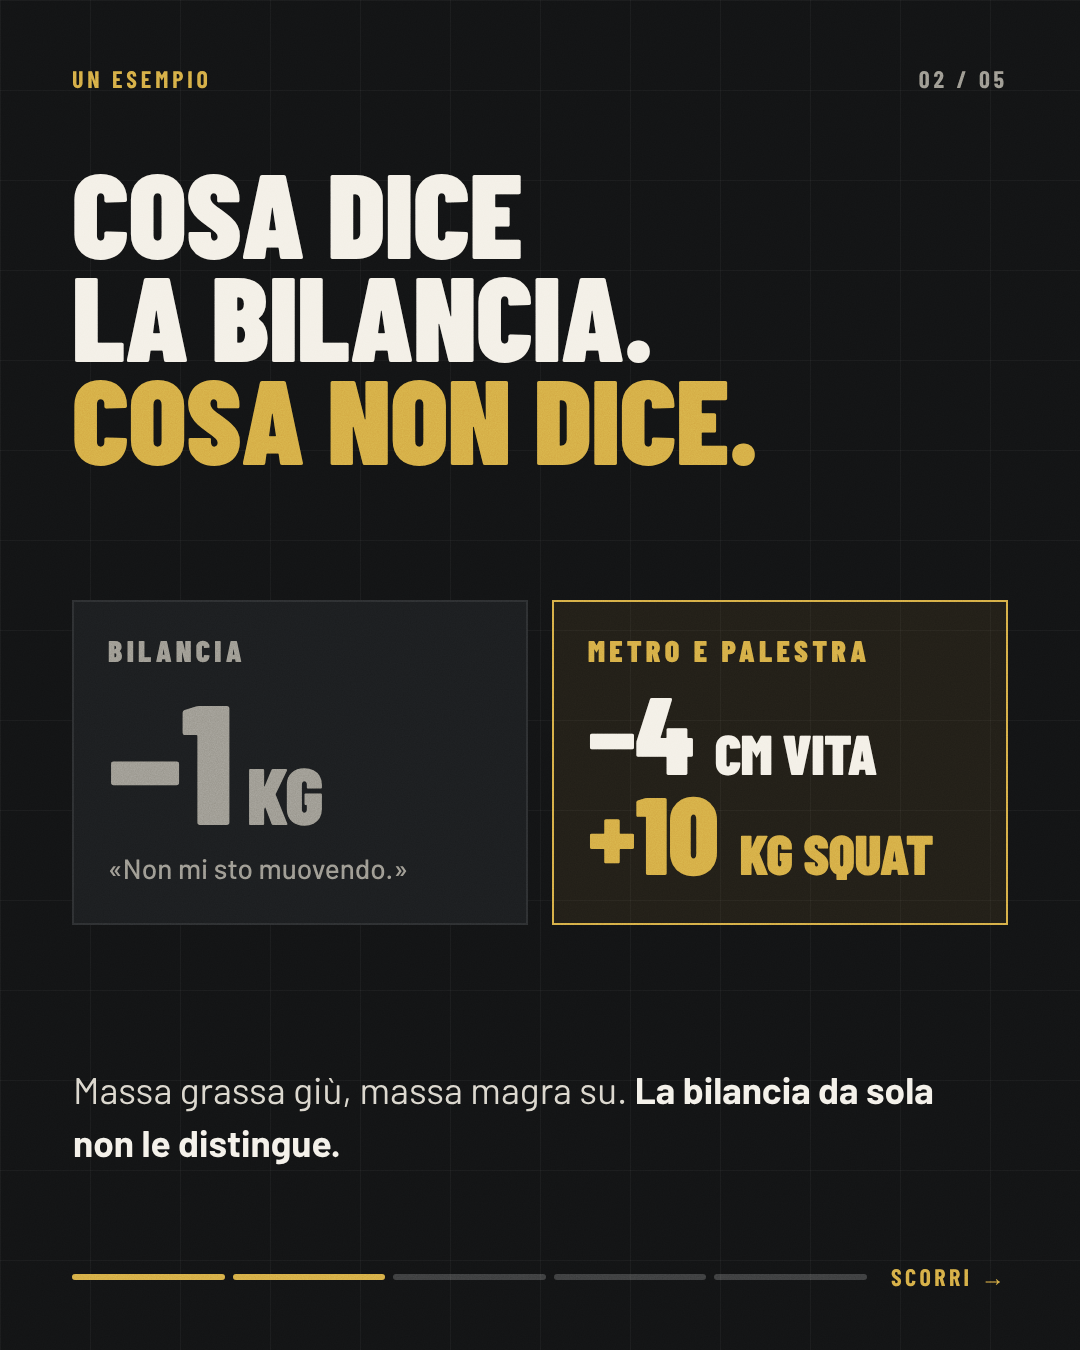 UN ESEMPIO
02 / 05
COSA DICE
LA BILANCIA.
COSA NON DICE.
BILANCIA
−1 KG
«Non mi sto muovendo.»
METRO E PALESTRA
−4 CM VITA
+10 KG SQUAT
Massa grassa giù, massa magra su. La bilancia da sola
non le distingue.
SCORRI →